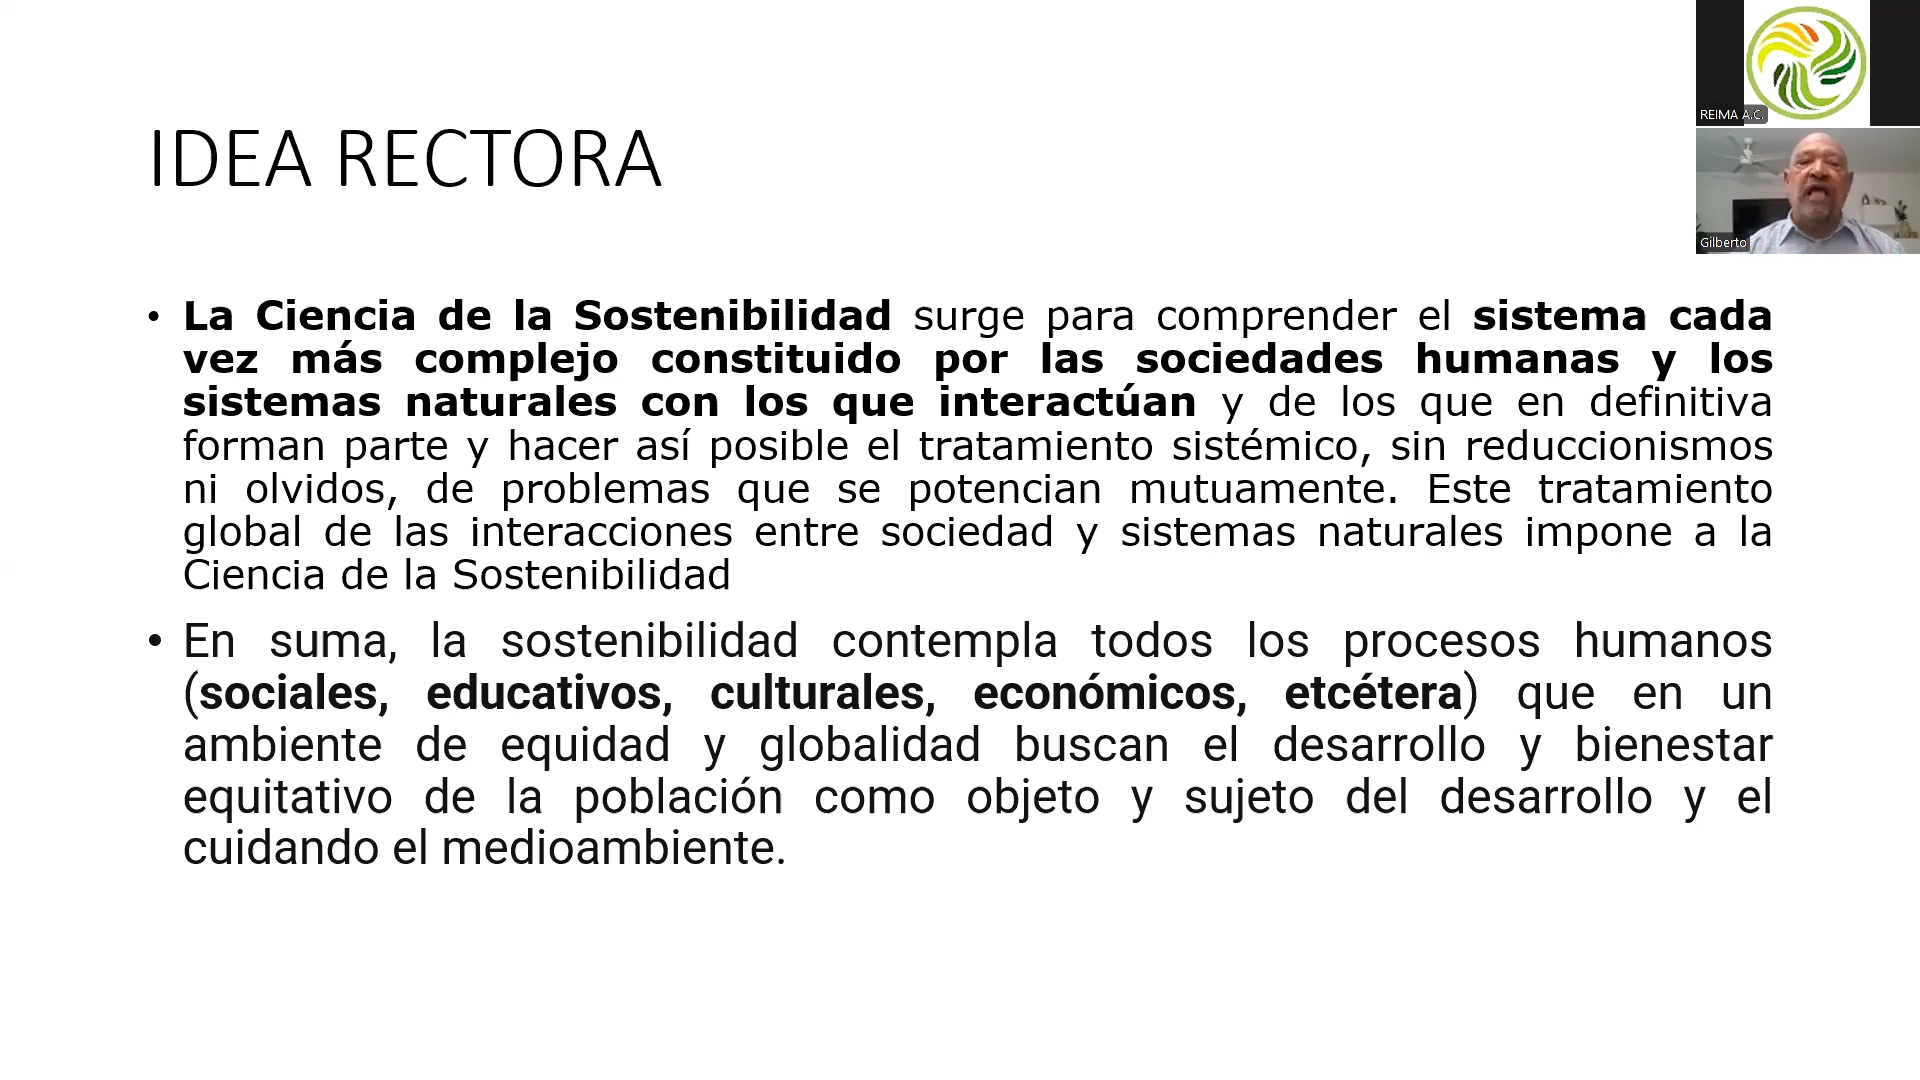 IDEA RECTORA
• La Ciencia de la Sostenibilidad surge para comprender el sistema cada
vez más complejo constituido por las sociedades humanas y los
sistemas naturales con los que interactúan y de los que en definitiva
forman parte y hacer así posible el tratamiento sistémico, sin reduccionismos
ni olvidos, de problemas que se potencian mutuamente. Este tratamiento
global de las interacciones entre sociedad y sistemas naturales impone a la
Ciencia de la Sostenibilidad
• En suma, la sostenibilidad contempla todos los procesos humanos
(sociales, educativos, culturales, económicos, etcétera) que en un
ambiente de equidad y globalidad buscan el desarrollo y bienestar
equitativo de la población como objeto y sujeto del desarrollo y el
cuidando el medioambiente.
REIMA A.C.
Gilberto